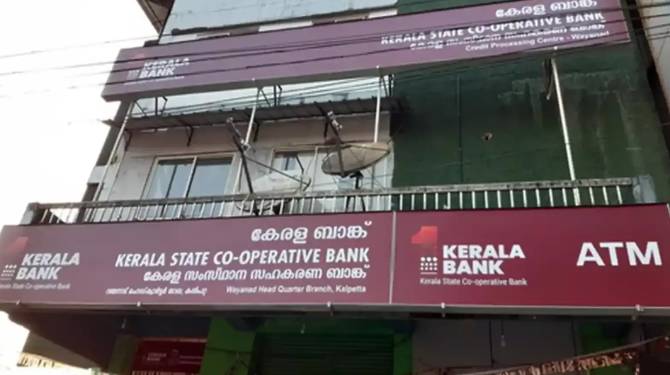 കേരള ബാങ്ക്
KERALA STATE CO-OPERATIVE BANK
കേരള സംസ്ഥാന സഹകരണ ബാങ്ക്
Credit Processing Centre - Wayanad
KERALA
BANK
കേരള ബാങ്ക്
KERALA STATE CO-OPERATIVE BANK
കേരള സംസ്ഥാന സഹകരണ ബാങ്ക്
Wayanad Head Quarter Branch, Kalpetta
KERALA
BANK
Kerala State Co-operative Bank
KERALA
BANK
Kerala State Co-operative Bank
ATM